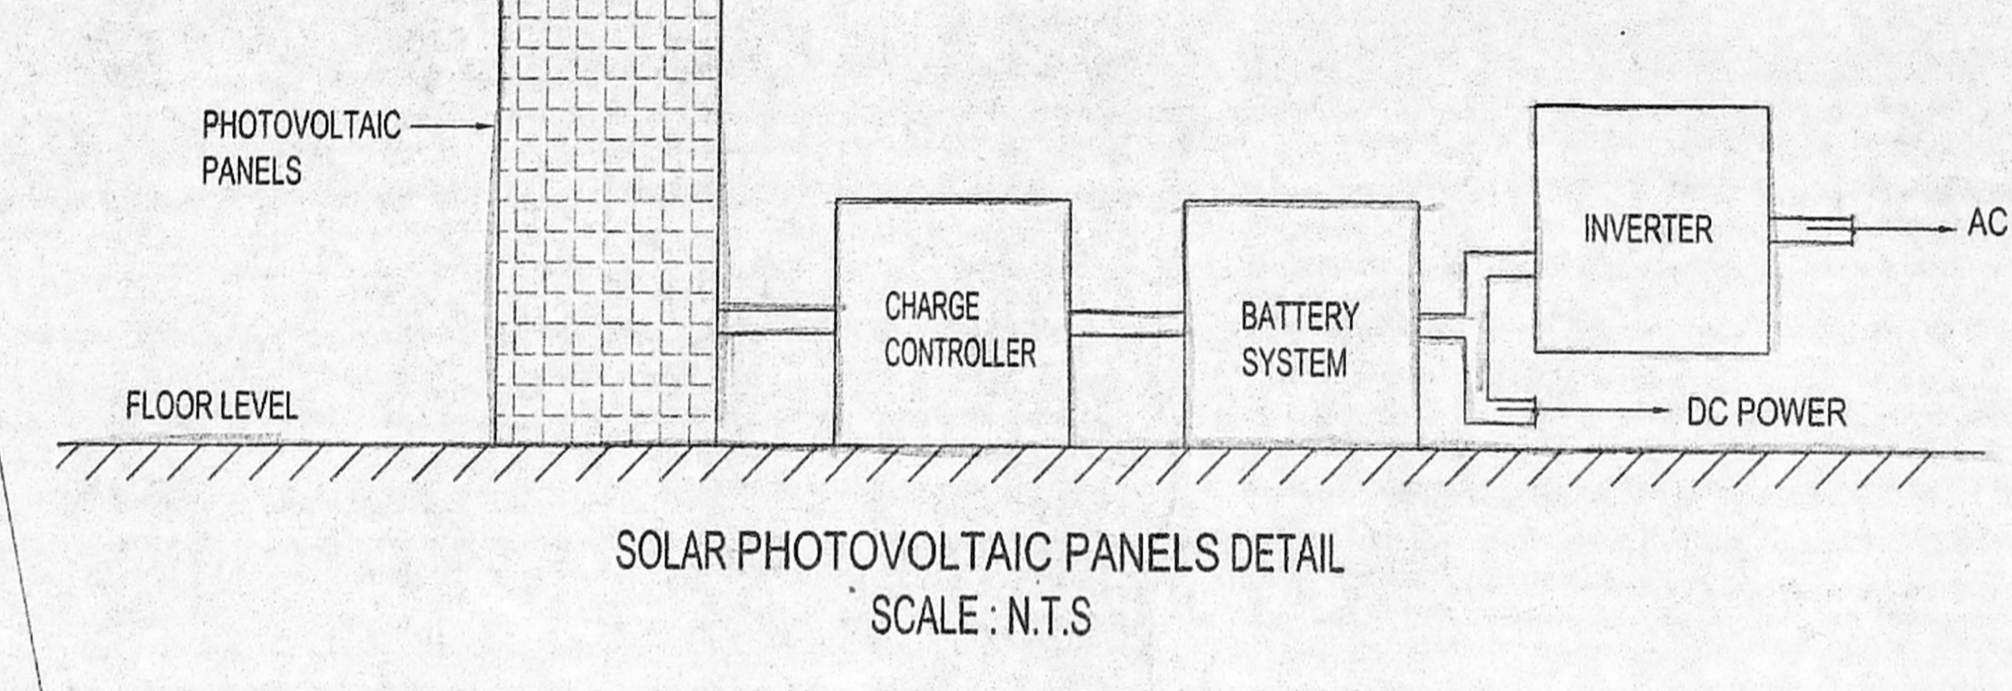 PHOTOVOLTAIC
PANELS
CHARGE
CONTROLLER
BATTERY
SYSTEM
INVERTER
AC
DC POWER
FLOOR LEVEL
SOLAR PHOTOVOLTAIC PANELS DETAIL
SCALE : N.T.S